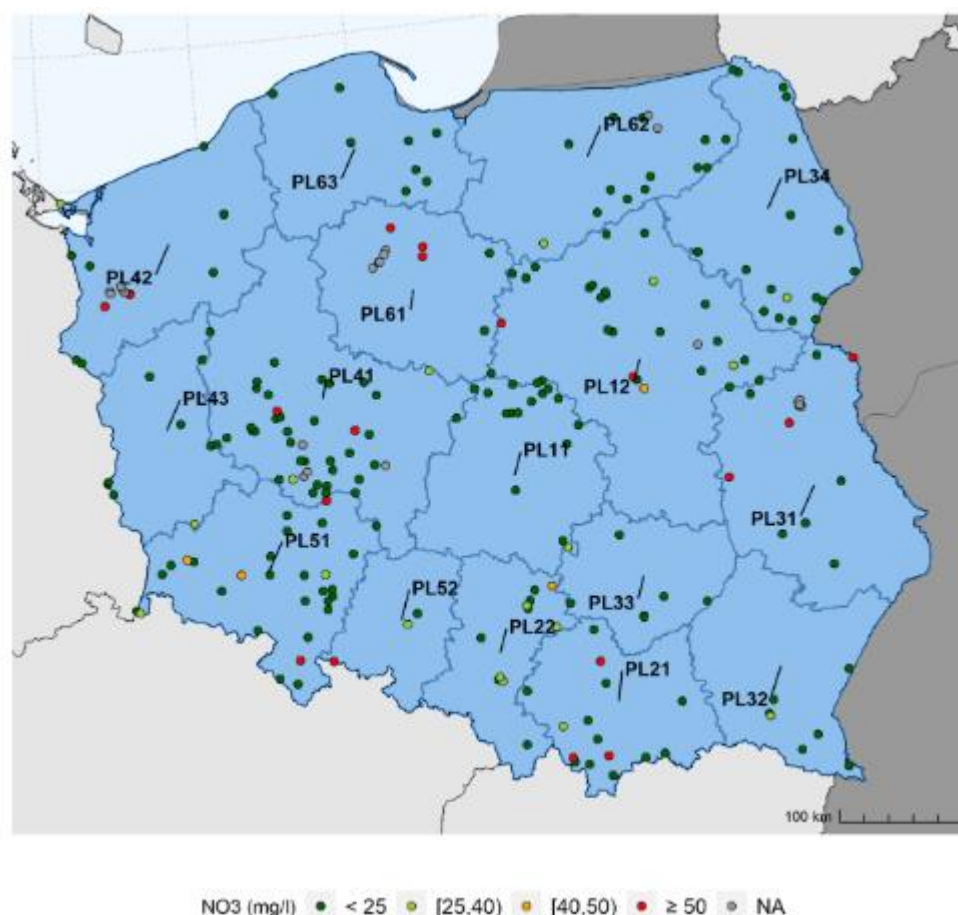 PL62
PL63
PL34
PL42
PL61
PL41
PL12
PL43
PL11
PL31
PL51
PL52
PL33
PL22
PL21
PL32
100 km
NO3 (mg/l) < 25 [25,40) [40,50) ≥ 50 NA